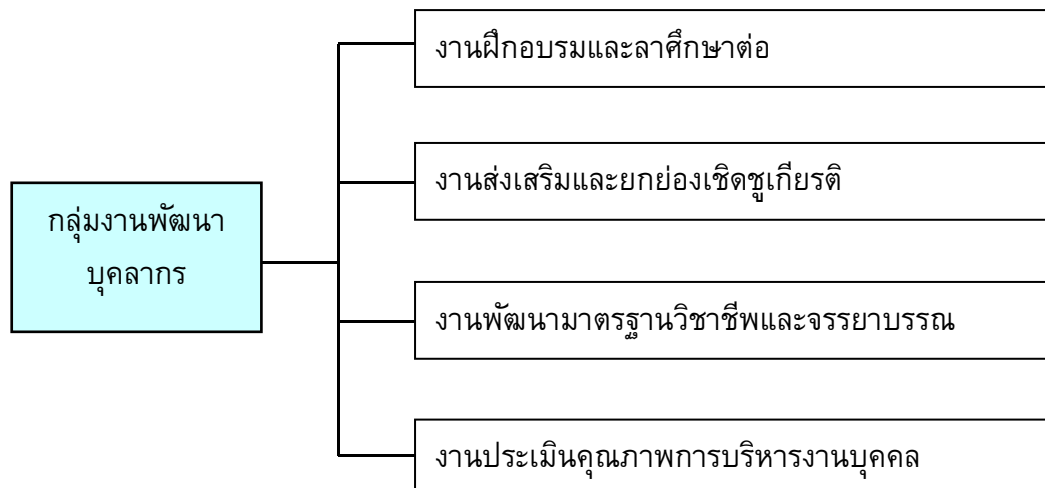 งานฝึกอบรมและลาศึกษาต่อ
งานส่งเสริมและยกย่องเชิดชูเกียรติ
กลุ่มงานพัฒนา
บุคลากร
งานพัฒนามาตรฐานวิชาชีพและจรรยาบรรณ
งานประเมินคุณภาพการบริหารงานบุคคล